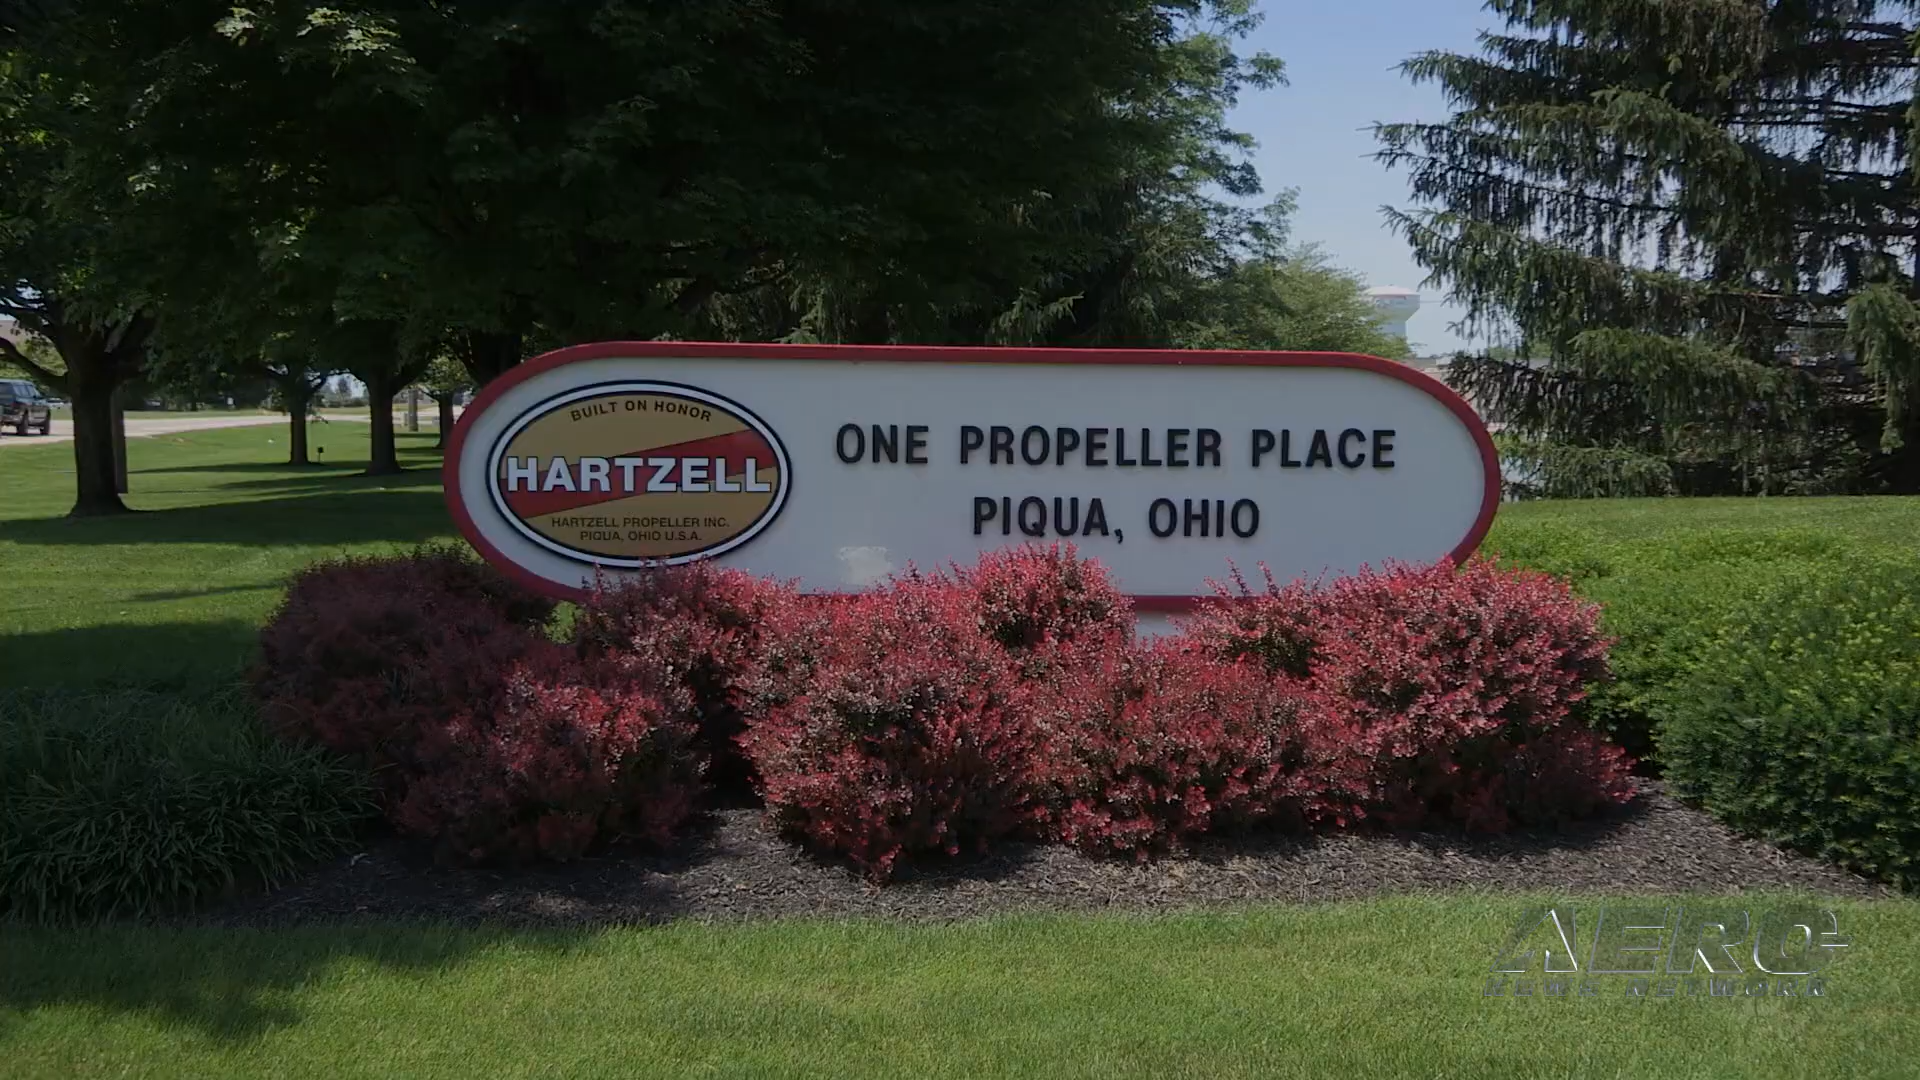 BUILT ON HONOR
HARTZELL
HARTZELL PROPELLER INC.
PIQUA, OHIO U.S.A.
ONE PROPELLER PLACE
PIQUA, OHIO
AERO
NEWS NETWORK